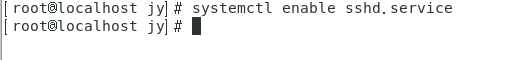 [root@localhost jy]# systemctl enable sshd.service
[root@localhost jy]#